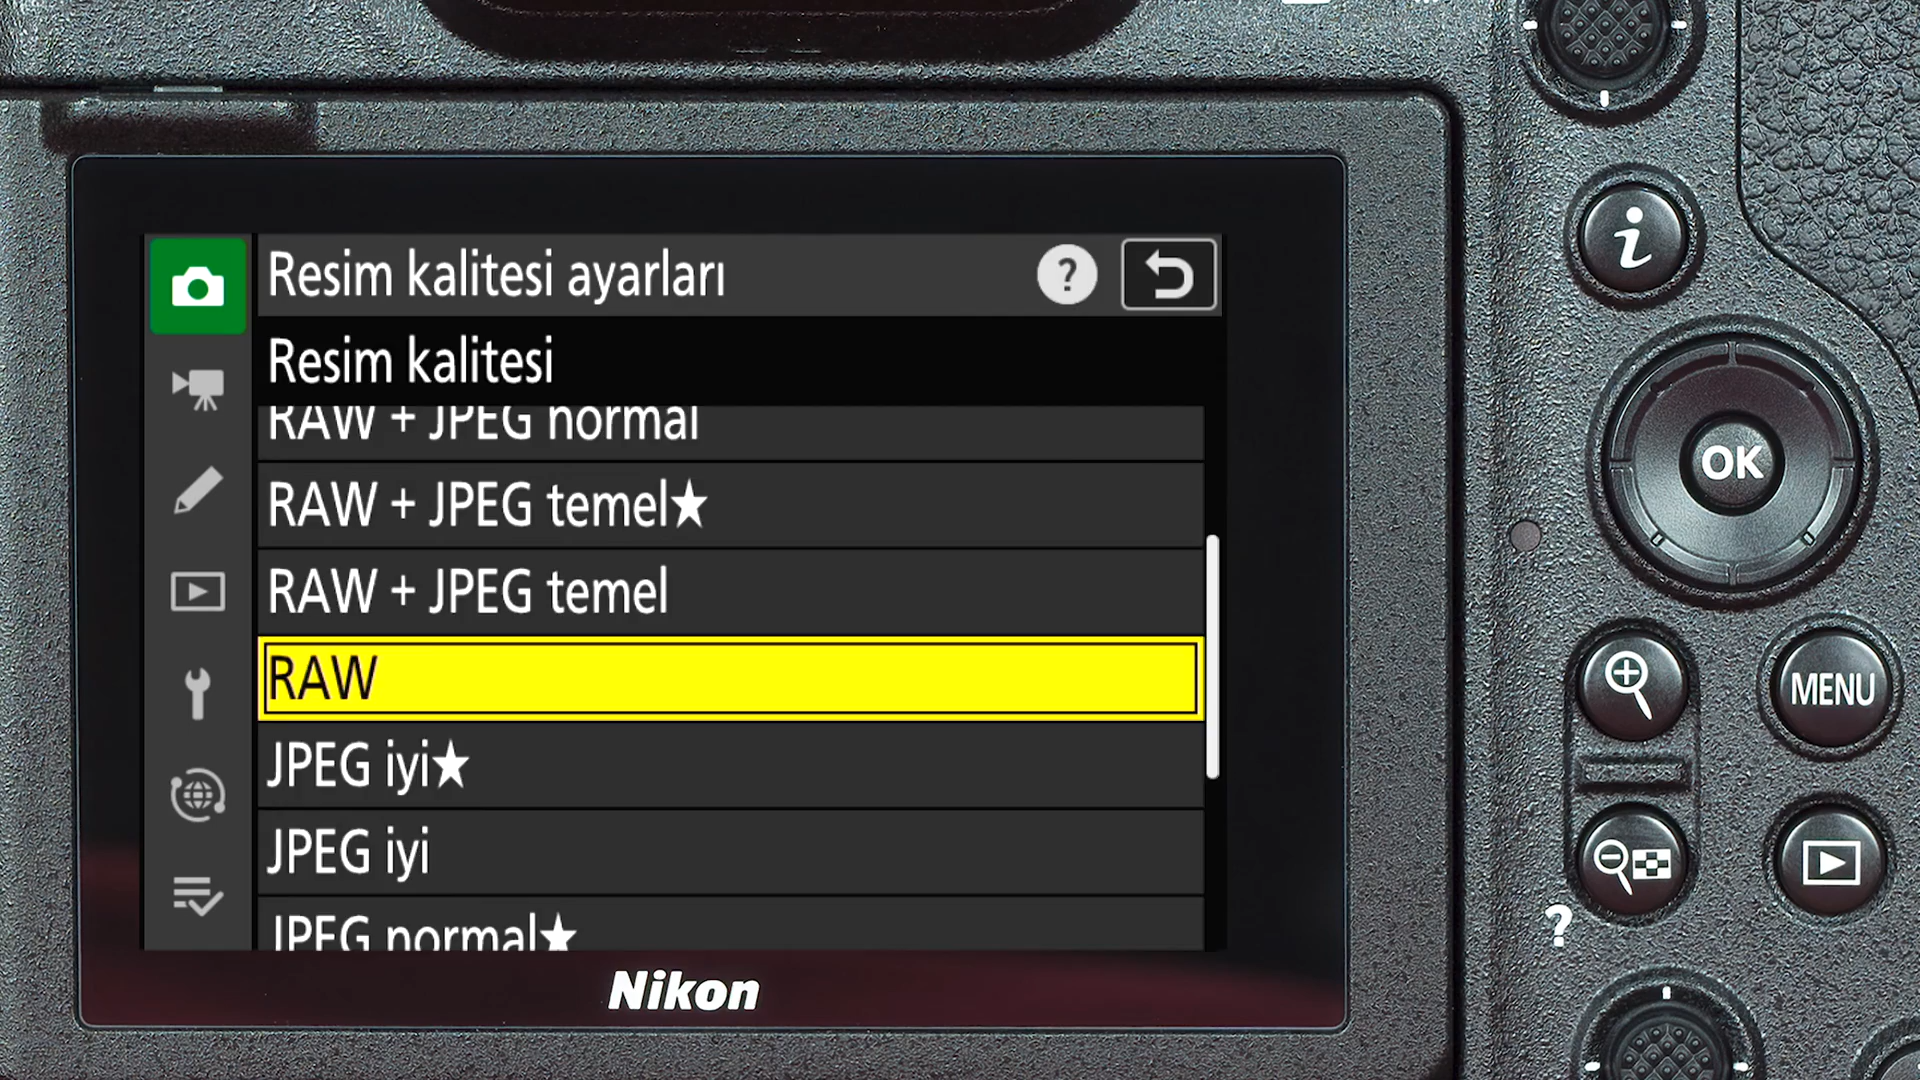 Resim kalitesi ayarları ?
Resim kalitesi
RAW + JPEG normal
RAW + JPEG temel★
RAW + JPEG temel
RAW
JPEG iyi★
JPEG iyi
JPEG normal★
Nikon
i
OK
MENU
?